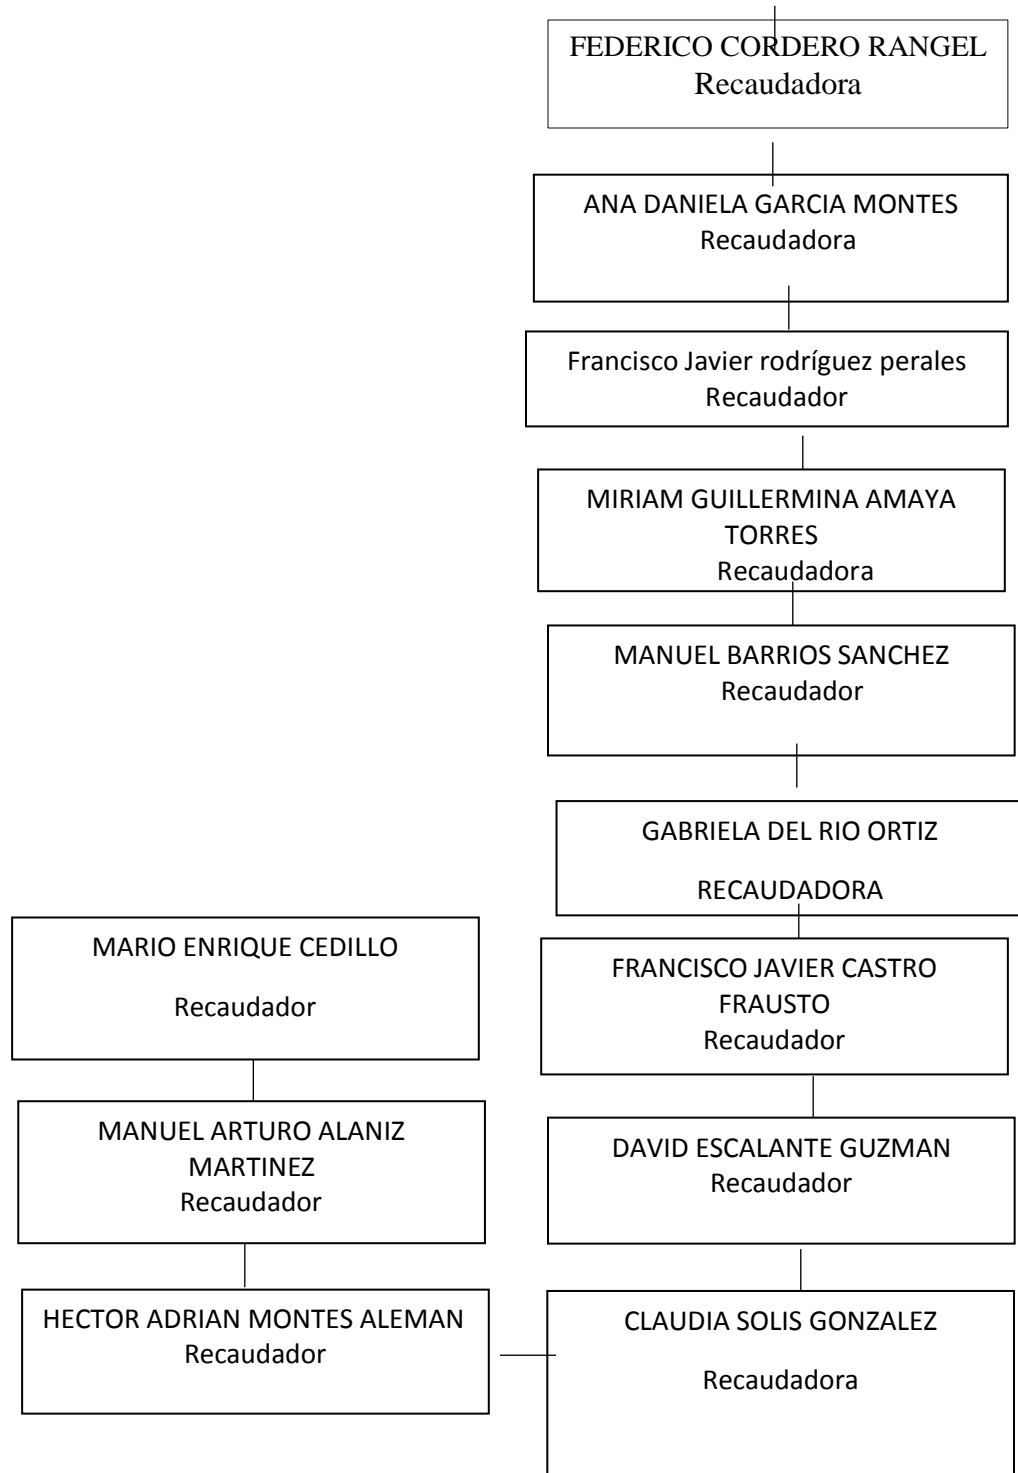 FEDERICO CORDERO RANGEL
Recaudadora
ANA DANIELA GARCIA MONTES
Recaudadora
Francisco Javier rodríguez perales
Recaudador
MIRIAM GUILLERMINA AMAYA
TORRES
Recaudadora
MANUEL BARRIOS SANCHEZ
Recaudador
GABRIELA DEL RIO ORTIZ
RECAUDADORA
FRANCISCO JAVIER CASTRO
FRAUSTO
Recaudador
DAVID ESCALANTE GUZMAN
Recaudador
CLAUDIA SOLIS GONZALEZ
Recaudadora
MARIO ENRIQUE CEDILLO
Recaudador
MANUEL ARTURO ALANIZ
MARTINEZ
Recaudador
HECTOR ADRIAN MONTES ALEMAN
Recaudador